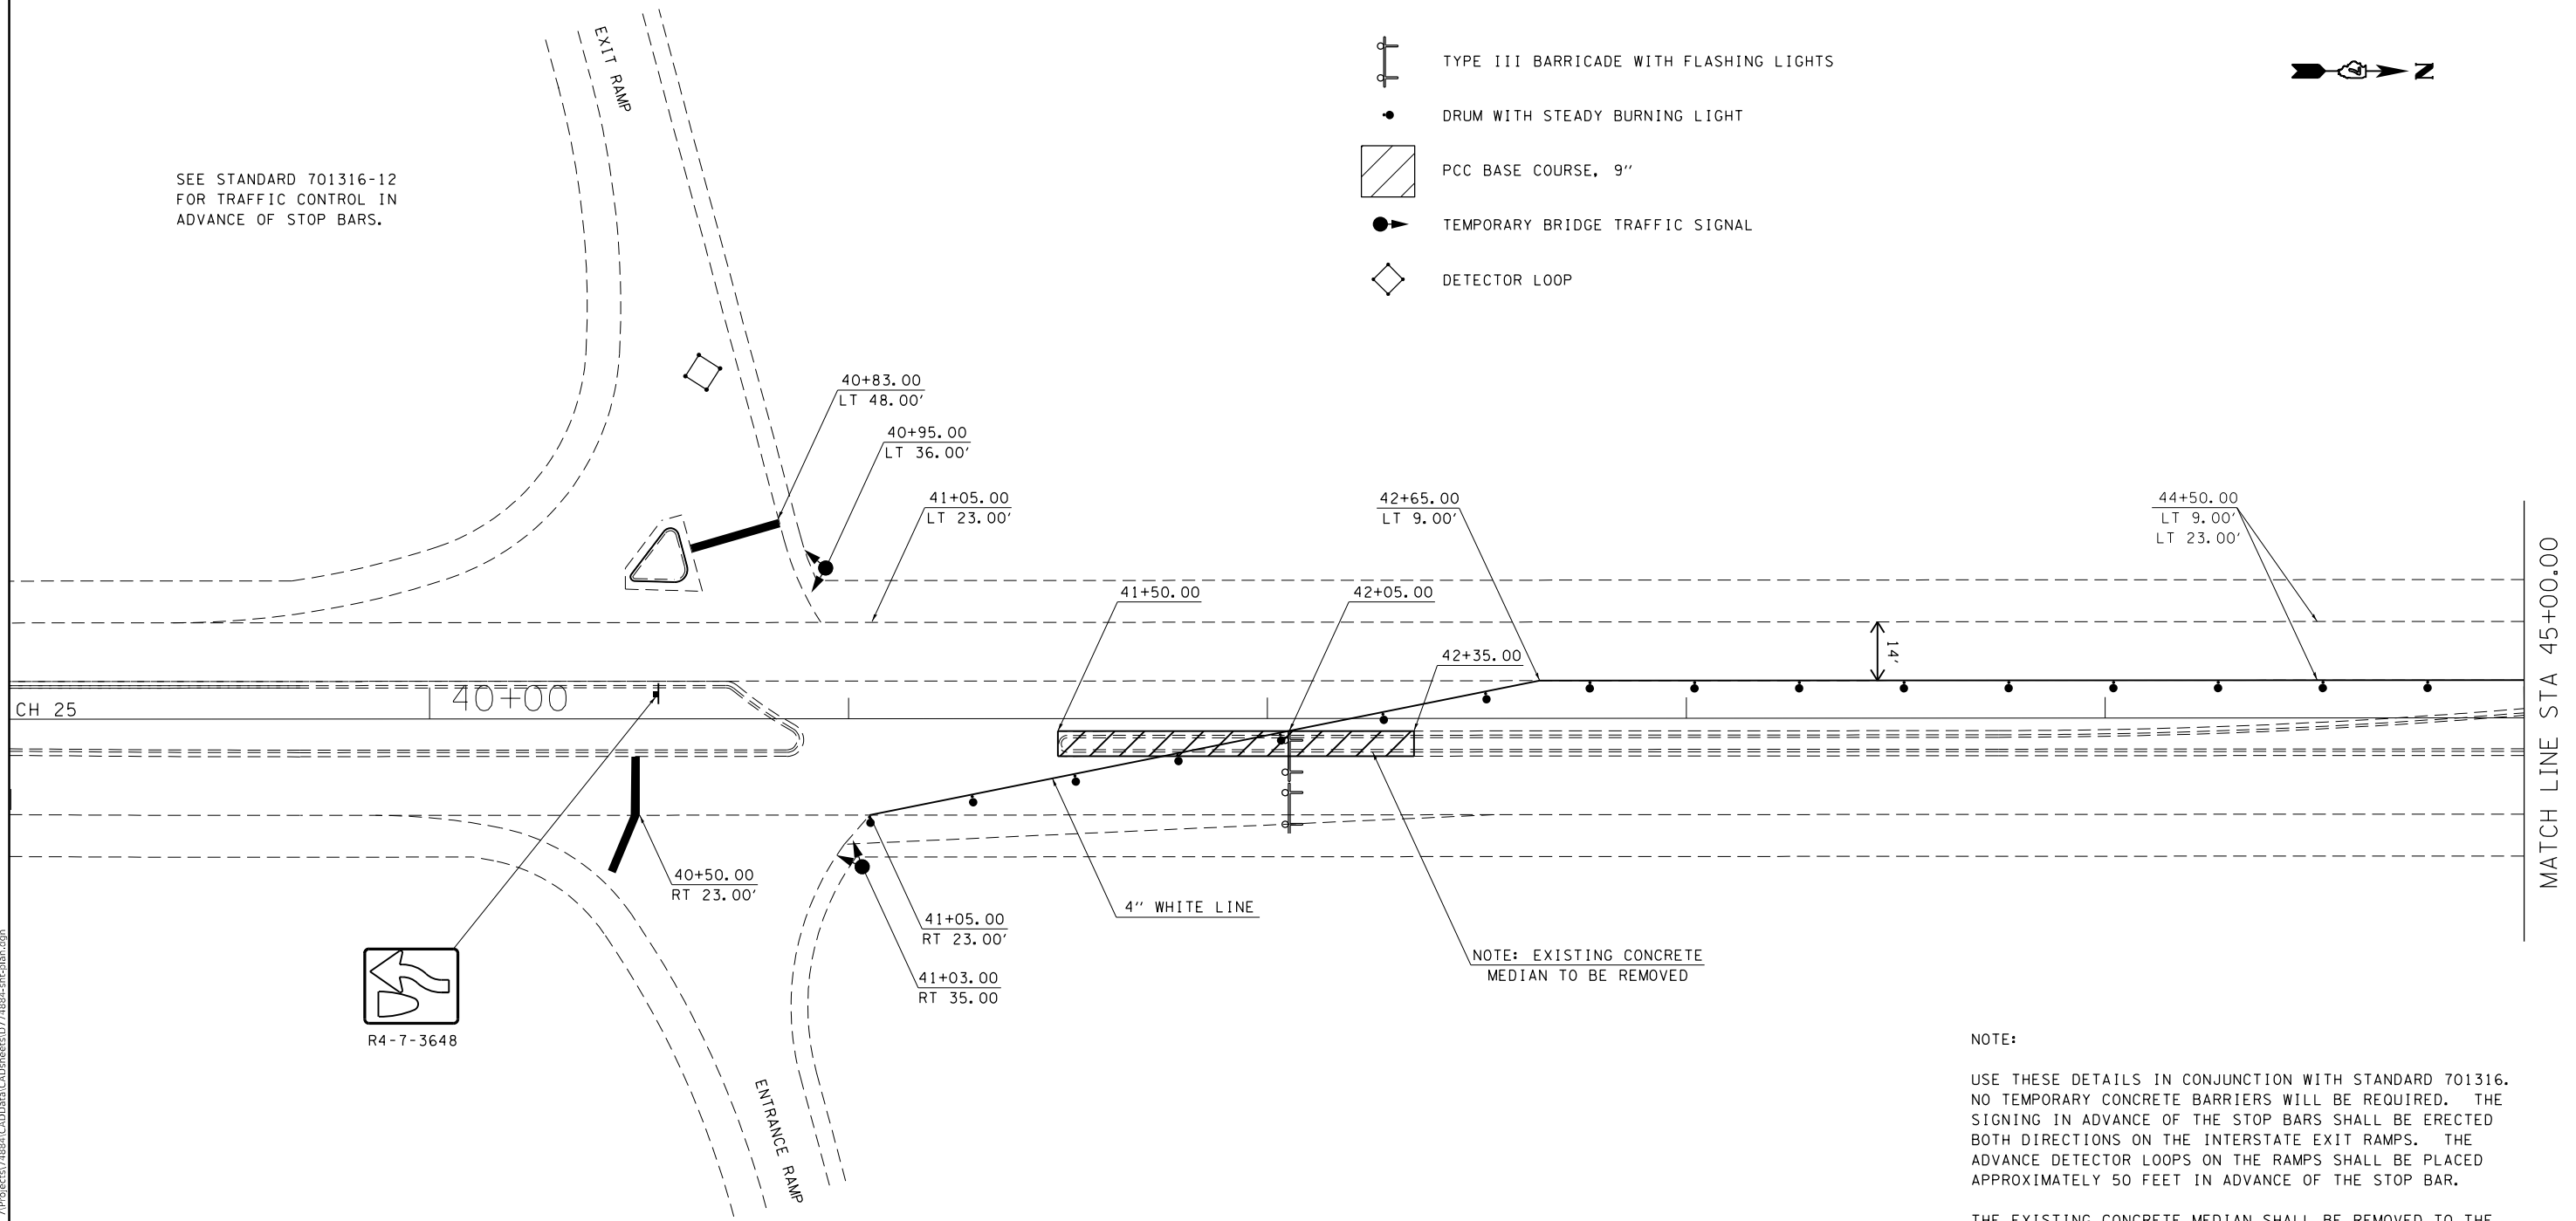 EXIT RAMP
TYPE III BARRICADE WITH FLASHING LIGHTS
N
DRUM WITH STEADY BURNING LIGHT
PCC BASE COURSE, 9''
TEMPORARY BRIDGE TRAFFIC SIGNAL
DETECTOR LOOP
SEE STANDARD 701316-12
FOR TRAFFIC CONTROL IN
ADVANCE OF STOP BARS.
40+83.00
LT 48.00'
40+95.00
LT 36.00'
41+05.00
LT 23.00'
42+65.00
LT 9.00'
44+50.00
LT 9.00'
LT 23.00'
41+50.00
42+05.00
42+35.00
14'
MATCH LINE STA 45+00.00
40+00
CH 25
40+50.00
RT 23.00'
41+05.00
RT 23.00'
41+03.00
RT 35.00
4'' WHITE LINE
NOTE: EXISTING CONCRETE
MEDIAN TO BE REMOVED
R4-7-3648
ENTRANCE RAMP
NOTE:
USE THESE DETAILS IN CONJUNCTION WITH STANDARD 701316.
NO TEMPORARY CONCRETE BARRIERS WILL BE REQUIRED. THE
SIGNING IN ADVANCE OF THE STOP BARS SHALL BE ERECTED
BOTH DIRECTIONS ON THE INTERSTATE EXIT RAMPS. THE
ADVANCE DETECTOR LOOPS ON THE RAMPS SHALL BE PLACED
APPROXIMATELY 50 FEET IN ADVANCE OF THE STOP BAR.
THE EXISTING CONCRETE MEDIAN SHALL BE REMOVED TO THE